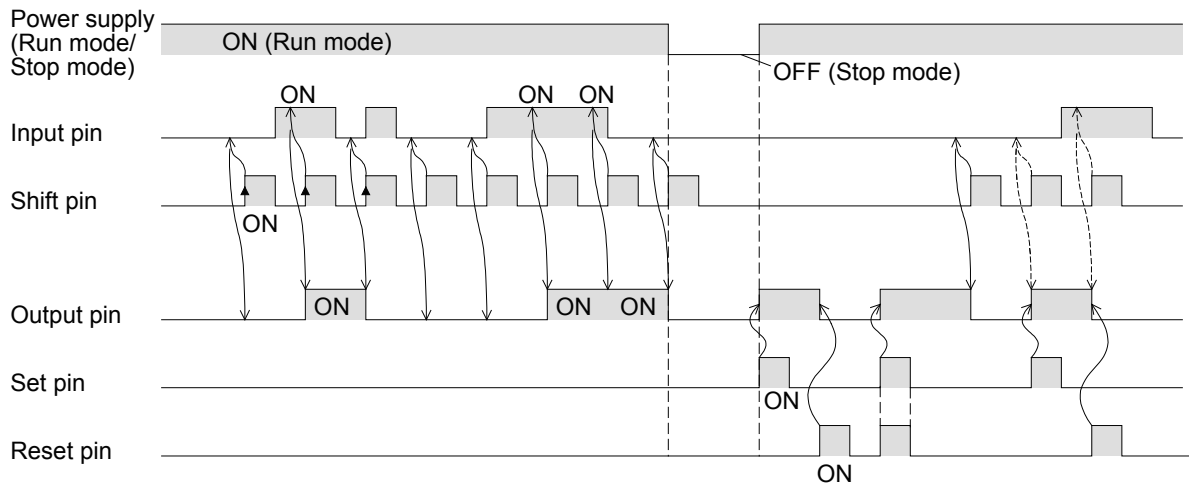 Power supply
(Run mode/
Stop mode)
ON (Run mode)
OFF (Stop mode)
ON
ON
ON
Input pin
Shift pin
ON
Output pin
ON
ON
ON
Set pin
ON
Reset pin
ON